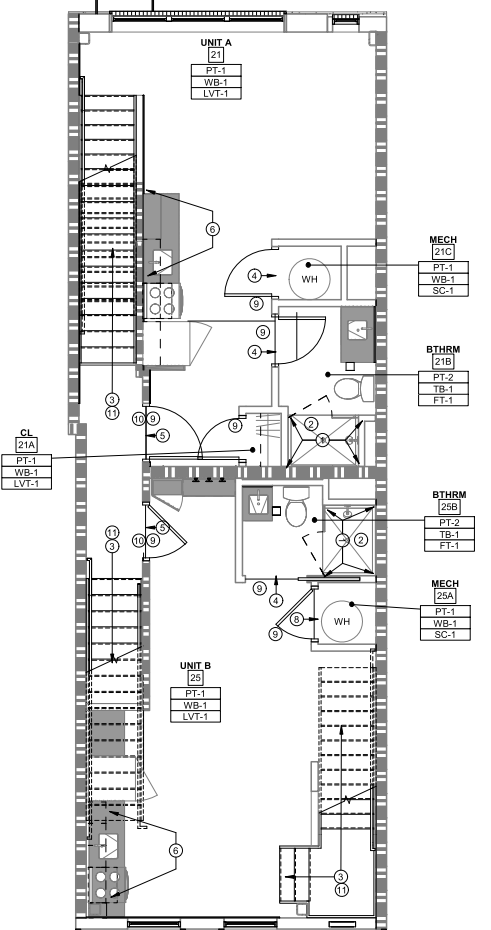 UNIT A
21
PT-1
WB-1
LVT-1
6
MECH
21C
PT-1
WB-1
SC-1
4
WH
9
9
4
BTHRM
21B
PT-2
TB-1
FT-1
3
11
10 9
5
9
2
1
CL
21A
PT-1
WB-1
LVT-1
BTHRM
25B
PT-2
TB-1
FT-1
11
3
5
10 9
1
2
9
4
MECH
25A
PT-1
WB-1
SC-1
8
WH
9
UNIT B
25
PT-1
WB-1
LVT-1
6
3
11